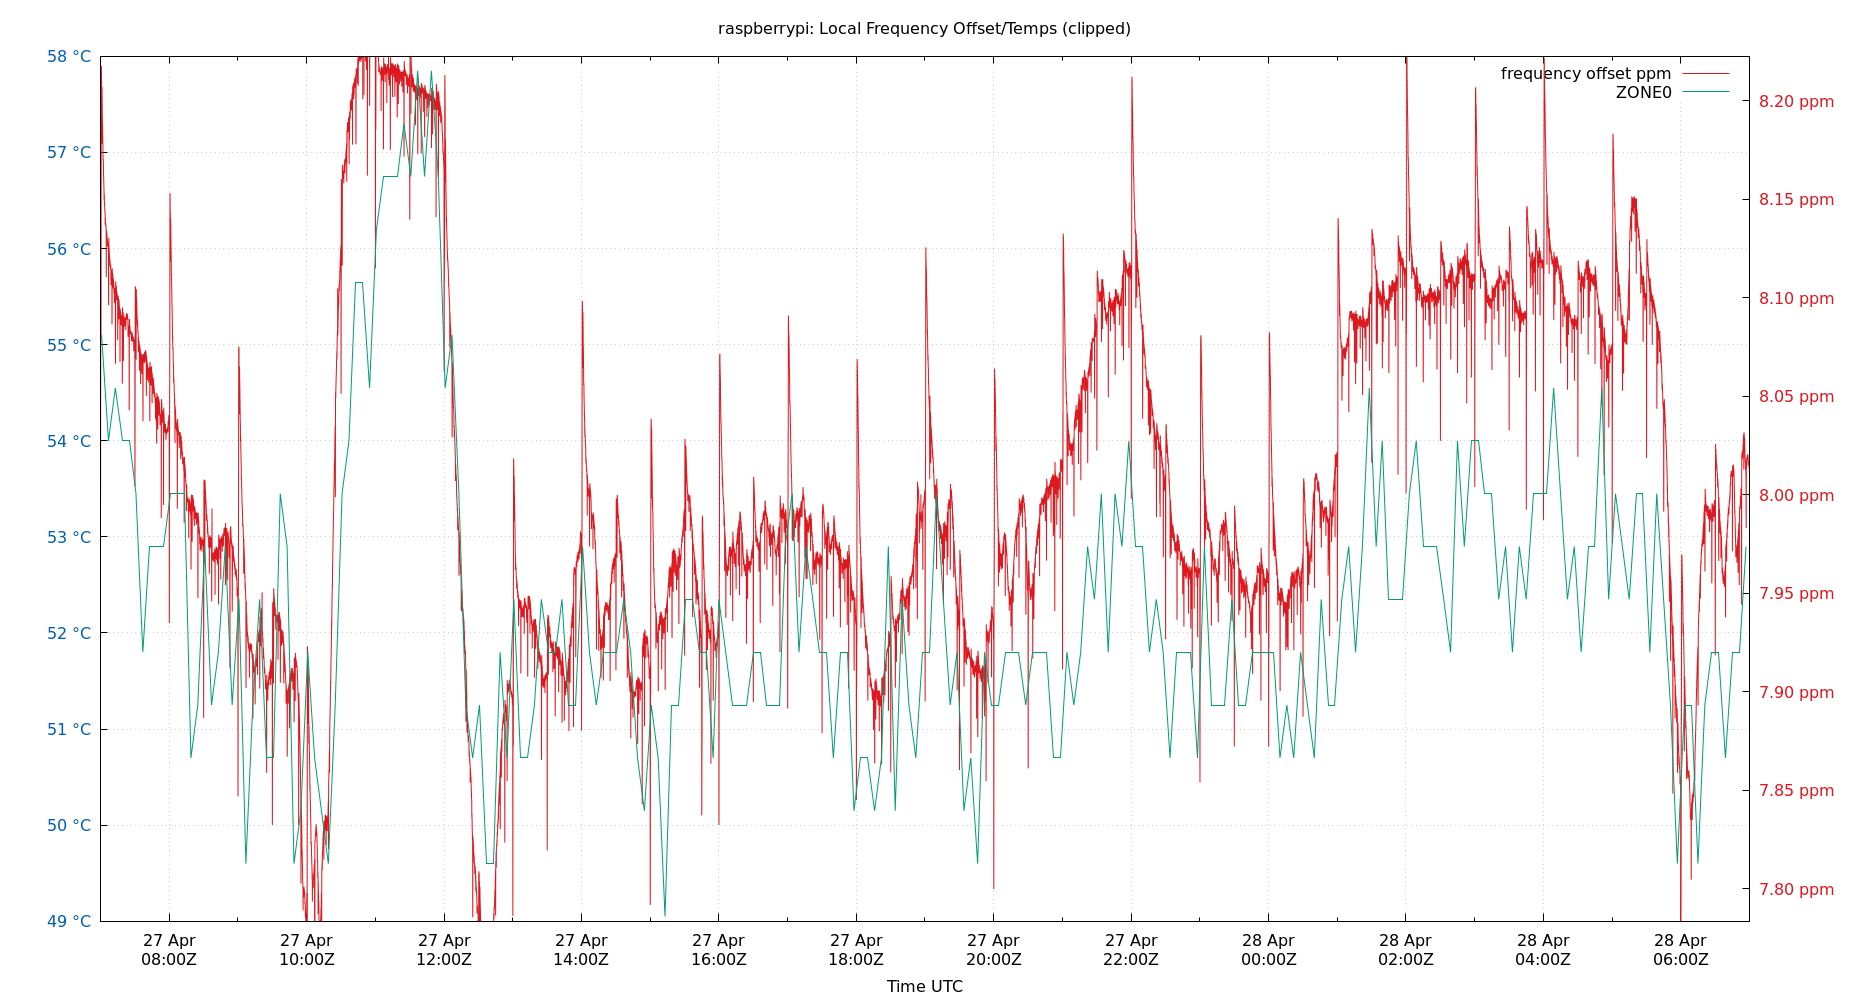 raspberrypi: Local Frequency Offset/Temps (clipped)
58 °C
57 °C
56 °C
55 °C
54 °C
53 °C
52 °C
51 °C
50 °C
49 °C
frequency offset ppm
ZONE0
8.20 ppm
8.15 ppm
8.10 ppm
8.05 ppm
8.00 ppm
7.95 ppm
7.90 ppm
7.85 ppm
7.80 ppm
27 Apr
08:00Z
27 Apr
10:00Z
27 Apr
12:00Z
27 Apr
14:00Z
27 Apr
16:00Z
27 Apr
18:00Z
27 Apr
20:00Z
27 Apr
22:00Z
28 Apr
00:00Z
28 Apr
02:00Z
28 Apr
04:00Z
28 Apr
06:00Z
Time UTC